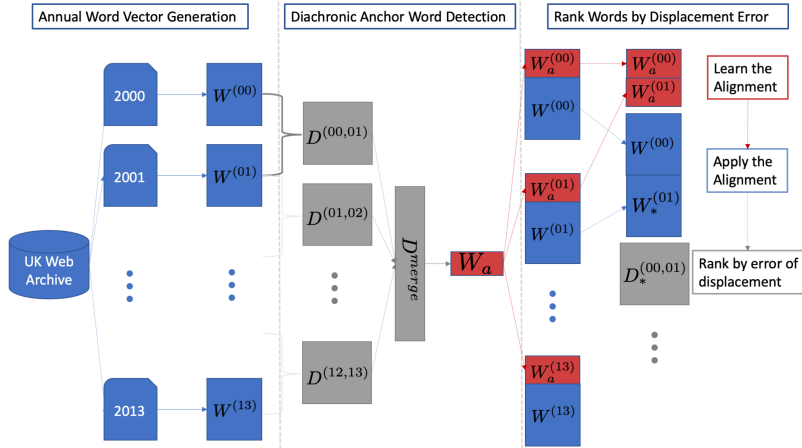 Annual Word Vector Generation
Diachronic Anchor Word Detection
Rank Words by Displacement Error
2000
W^(00)
2001
W^(01)
UK Web
Archive
2013
W^(13)
D^(00,01)
D^(01,02)
D^(12,13)
D^merge
W_a
W_a^(00)
W^(00)
W_a^(01)
W^(01)
W_a^(13)
W^(13)
W_a^(00)
W_a^(01)
W^(00)
W_*^(01)
D_*^(00,01)
Learn the
Alignment
Apply the
Alignment
Rank by error of
displacement